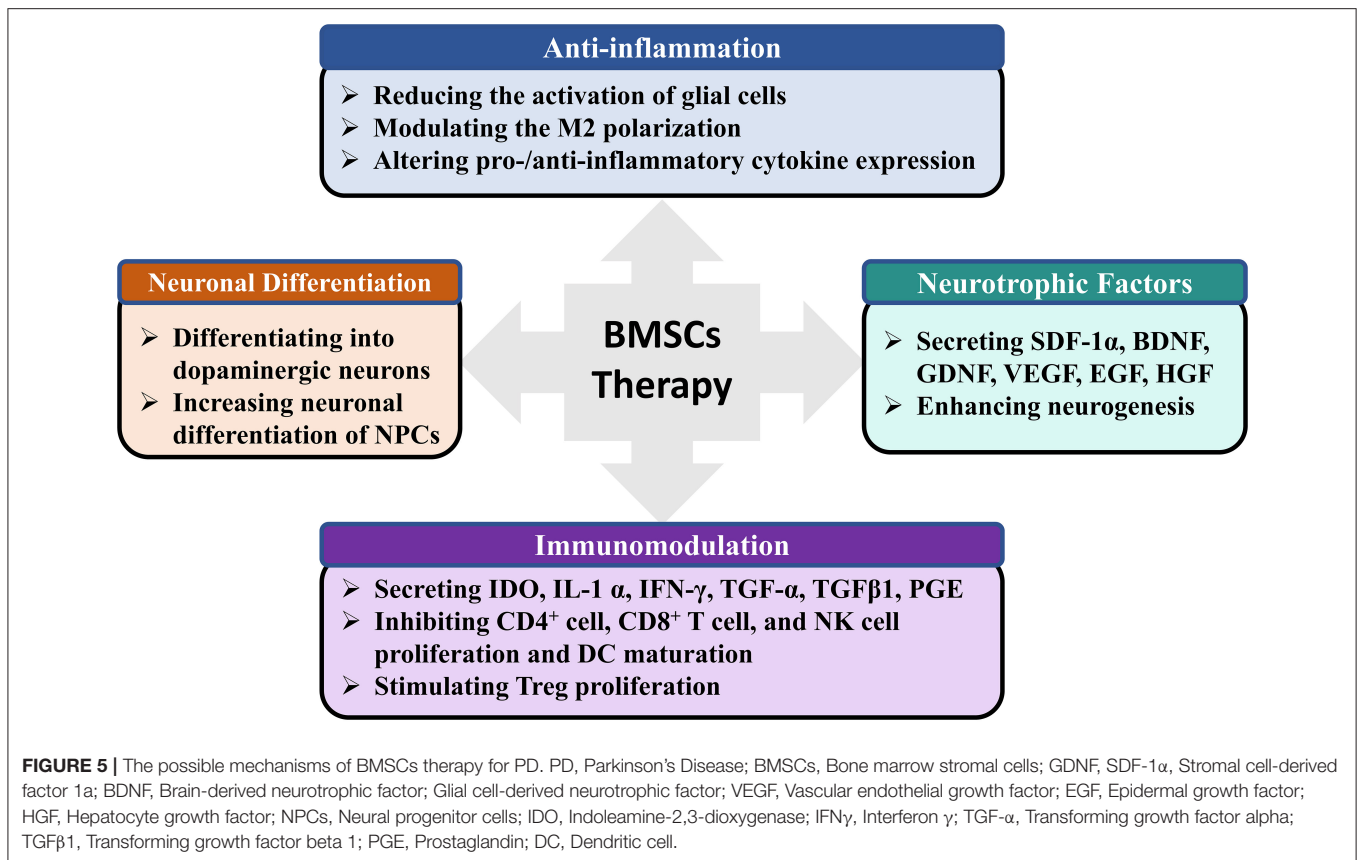 Anti-inflammation
➢ Reducing the activation of glial cells
➢ Modulating the M2 polarization
➢ Altering pro-/anti-inflammatory cytokine expression
Neuronal Differentiation
➢ Differentiating into
dopaminergic neurons
➢ Increasing neuronal
differentiation of NPCs
BMSCs
Therapy
Neurotrophic Factors
➢ Secreting SDF-1α, BDNF,
GDNF, VEGF, EGF, HGF
➢ Enhancing neurogenesis
Immunomodulation
➢ Secreting IDO, IL-1 α, IFN-γ, TGF-α, TGFβ1, PGE
➢ Inhibiting CD4⁺ cell, CD8⁺ T cell, and NK cell
proliferation and DC maturation
➢ Stimulating Treg proliferation
FIGURE 5 | The possible mechanisms of BMSCs therapy for PD. PD, Parkinson's Disease; BMSCs, Bone marrow stromal cells; GDNF, SDF-1α, Stromal cell-derived
factor 1a; BDNF, Brain-derived neurotrophic factor; Glial cell-derived neurotrophic factor; VEGF, Vascular endothelial growth factor; EGF, Epidermal growth factor;
HGF, Hepatocyte growth factor; NPCs, Neural progenitor cells; IDO, Indoleamine-2,3-dioxygenase; IFNγ, Interferon γ; TGF-α, Transforming growth factor alpha;
TGFβ1, Transforming growth factor beta 1; PGE, Prostaglandin; DC, Dendritic cell.